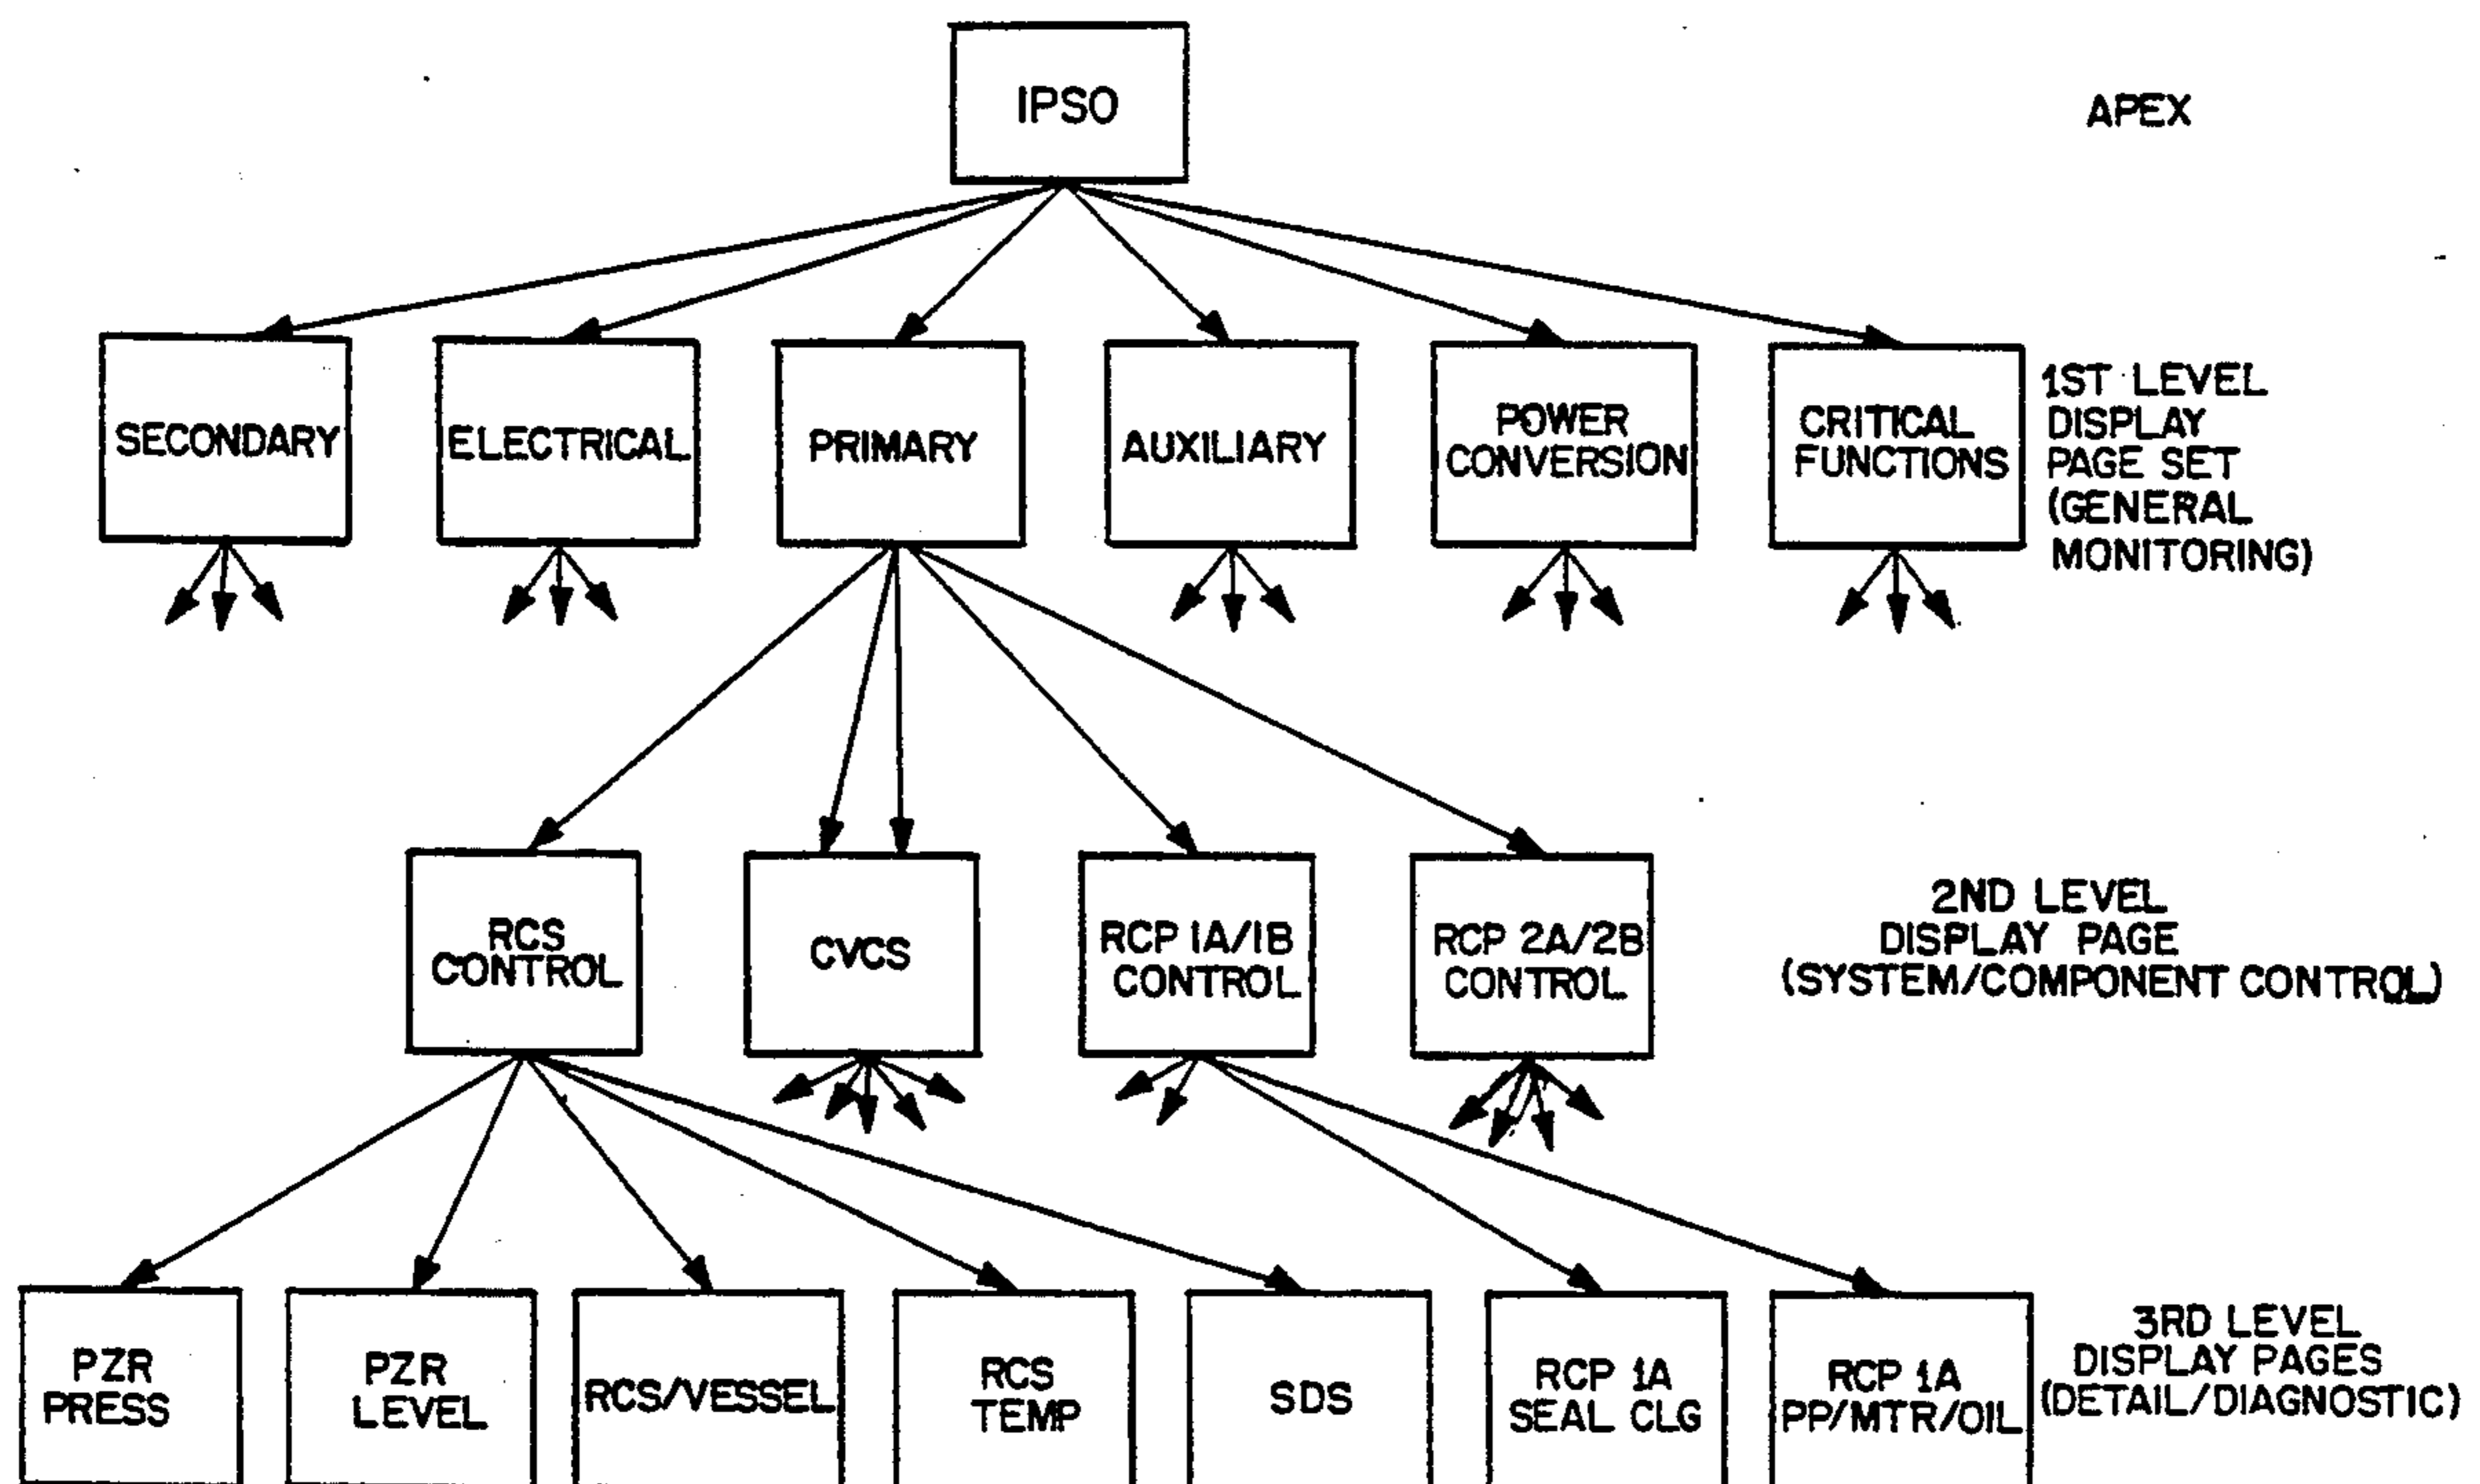 IPSO
APEX
SECONDARY
ELECTRICAL
PRIMARY
AUXILIARY
POWER
CONVERSION
CRITICAL
FUNCTIONS
1ST LEVEL
DISPLAY
PAGE SET
(GENERAL
MONITORING)
RCS
CONTROL
CVCS
RCP 1A/1B
CONTROL
RCP 2A/2B
CONTROL
2ND LEVEL
DISPLAY PAGE
(SYSTEM/COMPONENT CONTROL)
PZR
PRESS
PZR
LEVEL
RCS/VESSEL
RCS
TEMP
SDS
RCP 1A
SEAL CLG
RCP 1A
PP/MTR/OIL
3RD LEVEL
DISPLAY PAGES
(DETAIL/DIAGNOSTIC)